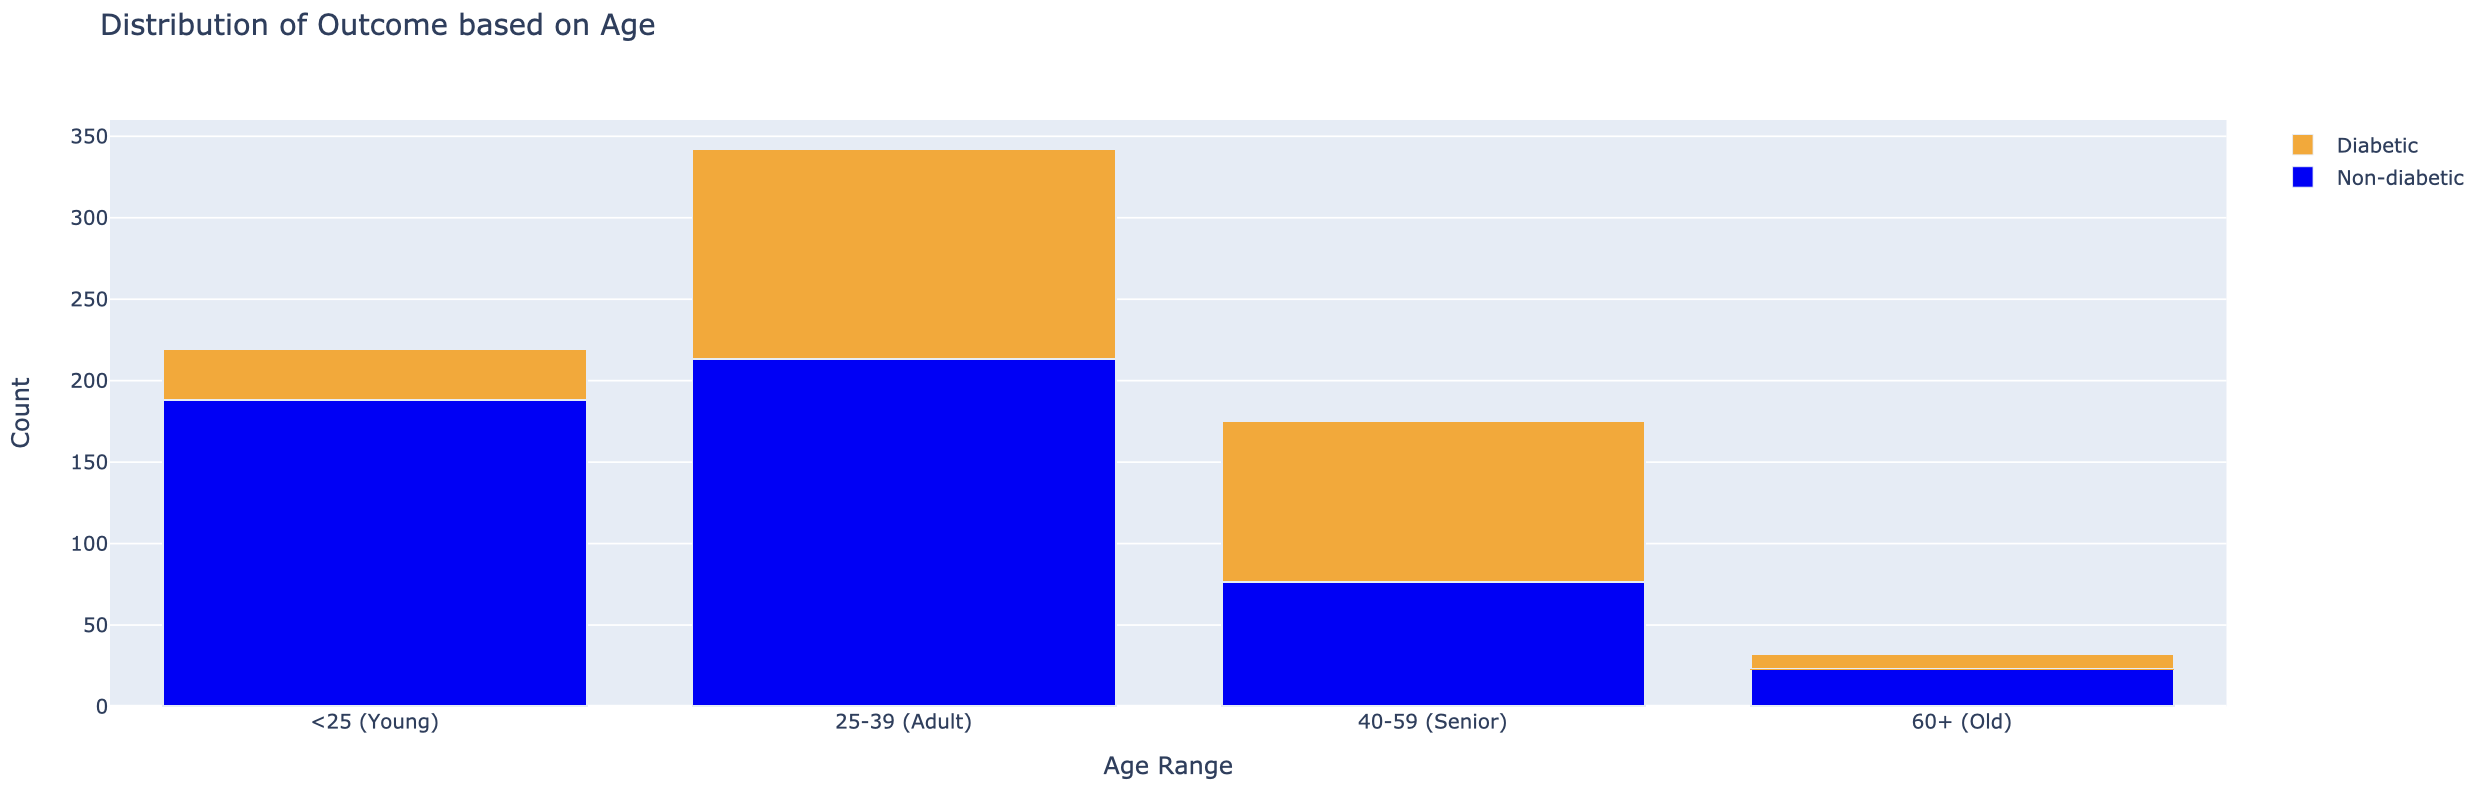 Distribution of Outcome based on Age
350
300
250
200
150
100
50
0
Count
<25 (Young)
25-39 (Adult)
40-59 (Senior)
60+ (Old)
Age Range
Diabetic
Non-diabetic